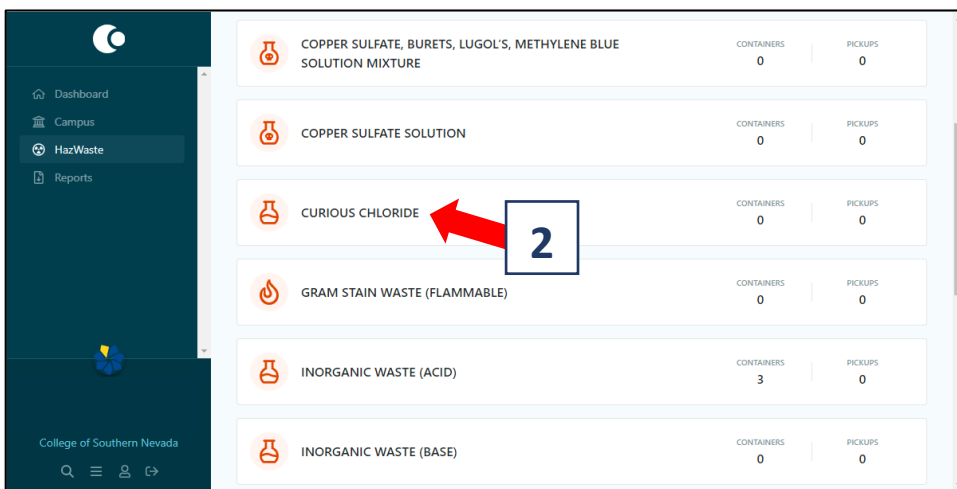 Dashboard
Campus
HazWaste
Reports
College of Southern Nevada
COPPER SULFATE, BURETS, LUGOL'S, METHYLENE BLUE
SOLUTION MIXTURE
CONTAINERS PICKUPS
0 0
COPPER SULFATE SOLUTION
CONTAINERS PICKUPS
0 0
CURIOUS CHLORIDE
2
CONTAINERS PICKUPS
0 0
GRAM STAIN WASTE (FLAMMABLE)
CONTAINERS PICKUPS
0 0
INORGANIC WASTE (ACID)
CONTAINERS PICKUPS
3 0
INORGANIC WASTE (BASE)
CONTAINERS PICKUPS
0 0